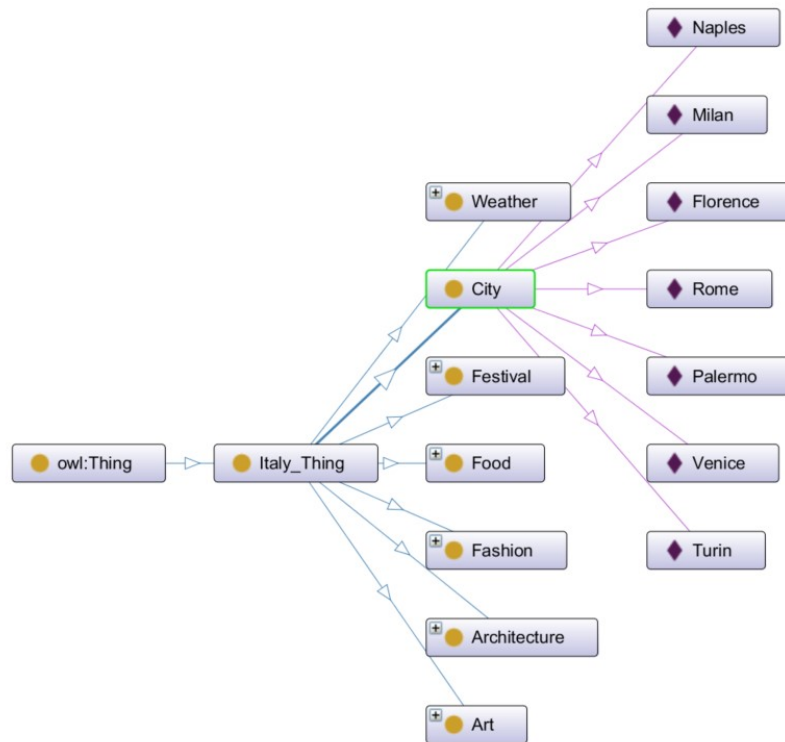 Naples
Milan
Weather
Florence
City
Rome
Festival
Palermo
owl:Thing
Italy_Thing
Food
Venice
Fashion
Turin
Architecture
Art